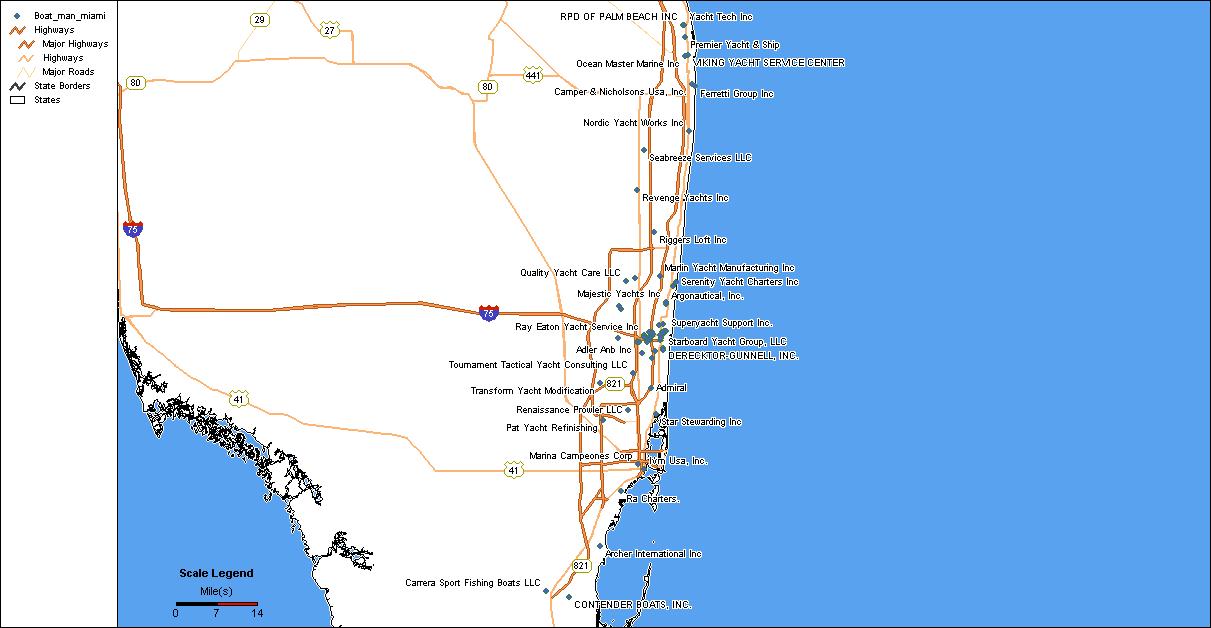 Boat_man_miami
Highways
Major Highways
Highways
Major Roads
State Borders
States
29
27
RPD OF PALM BEACH INC
Yacht Tech Inc
Premier Yacht & Ship
Ocean Master Marine Inc
VIKING YACHT SERVICE CENTER
80
441
80
Camper & Nicholsons Usa, Inc.
Ferretti Group Inc
Nordic Yacht Works Inc
Seabreeze Services LLC
Revenge Yachts Inc
75
Riggers Loft Inc
Quality Yacht Care LLC
Marlin Yacht Manufacturing Inc
Serenity Yacht Charters Inc
Majestic Yachts Inc
Argonautical, Inc.
75
Ray Eaton Yacht Service Inc
Superyacht Support Inc.
Starboard Yacht Group, LLC
Adler Anb Inc
DERECKTOR-GUNNELL, INC.
Tournament Tactical Yacht Consulting LLC
821
Transform Yacht Modification
Admiral
41
Renaissance Prowler LLC
Star Stewarding Inc
Pat Yacht Refinishing
Marina Campeones Corp
Ivm Usa, Inc.
41
Ra Charters.
Archer International Inc
821
Scale Legend
Mile(s)
0 7 14
Carrera Sport Fishing Boats LLC
CONTENDER BOATS, INC.